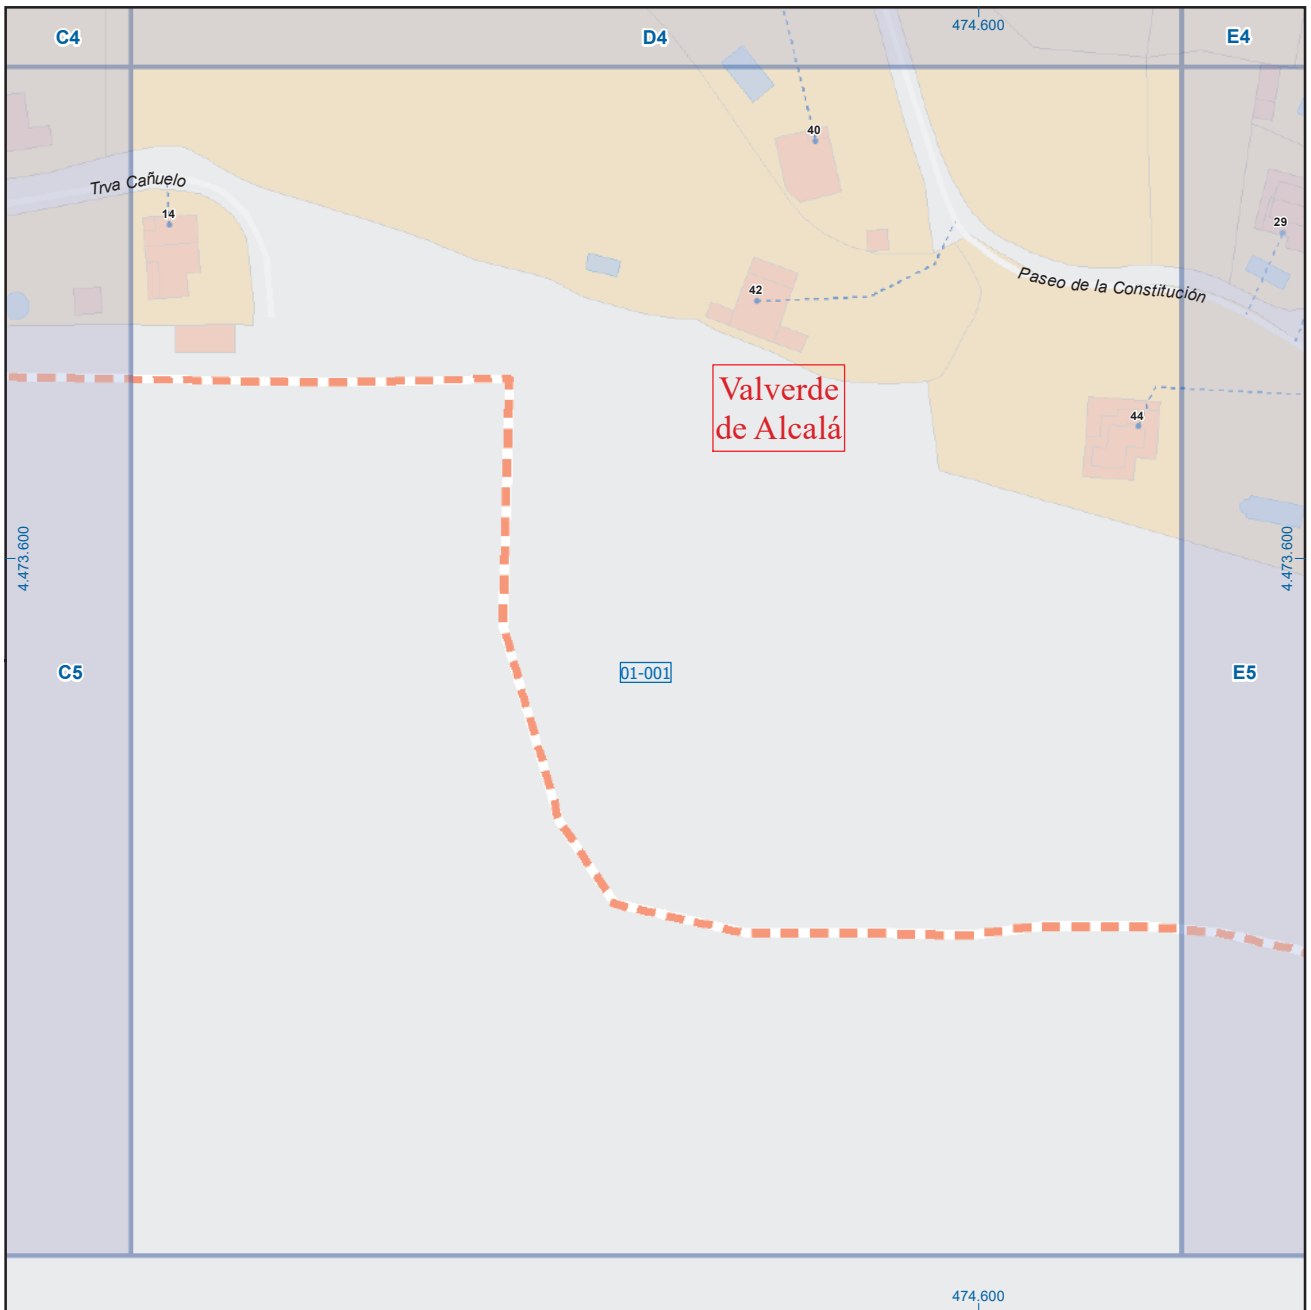 474.600
C4
D4
E4
40
Trva Cañuelo
14
29
42
Paseo de la Constitución
Valverde
de Alcalá
44
4.473.600
4.473.600
C5
01-001
E5
474.600